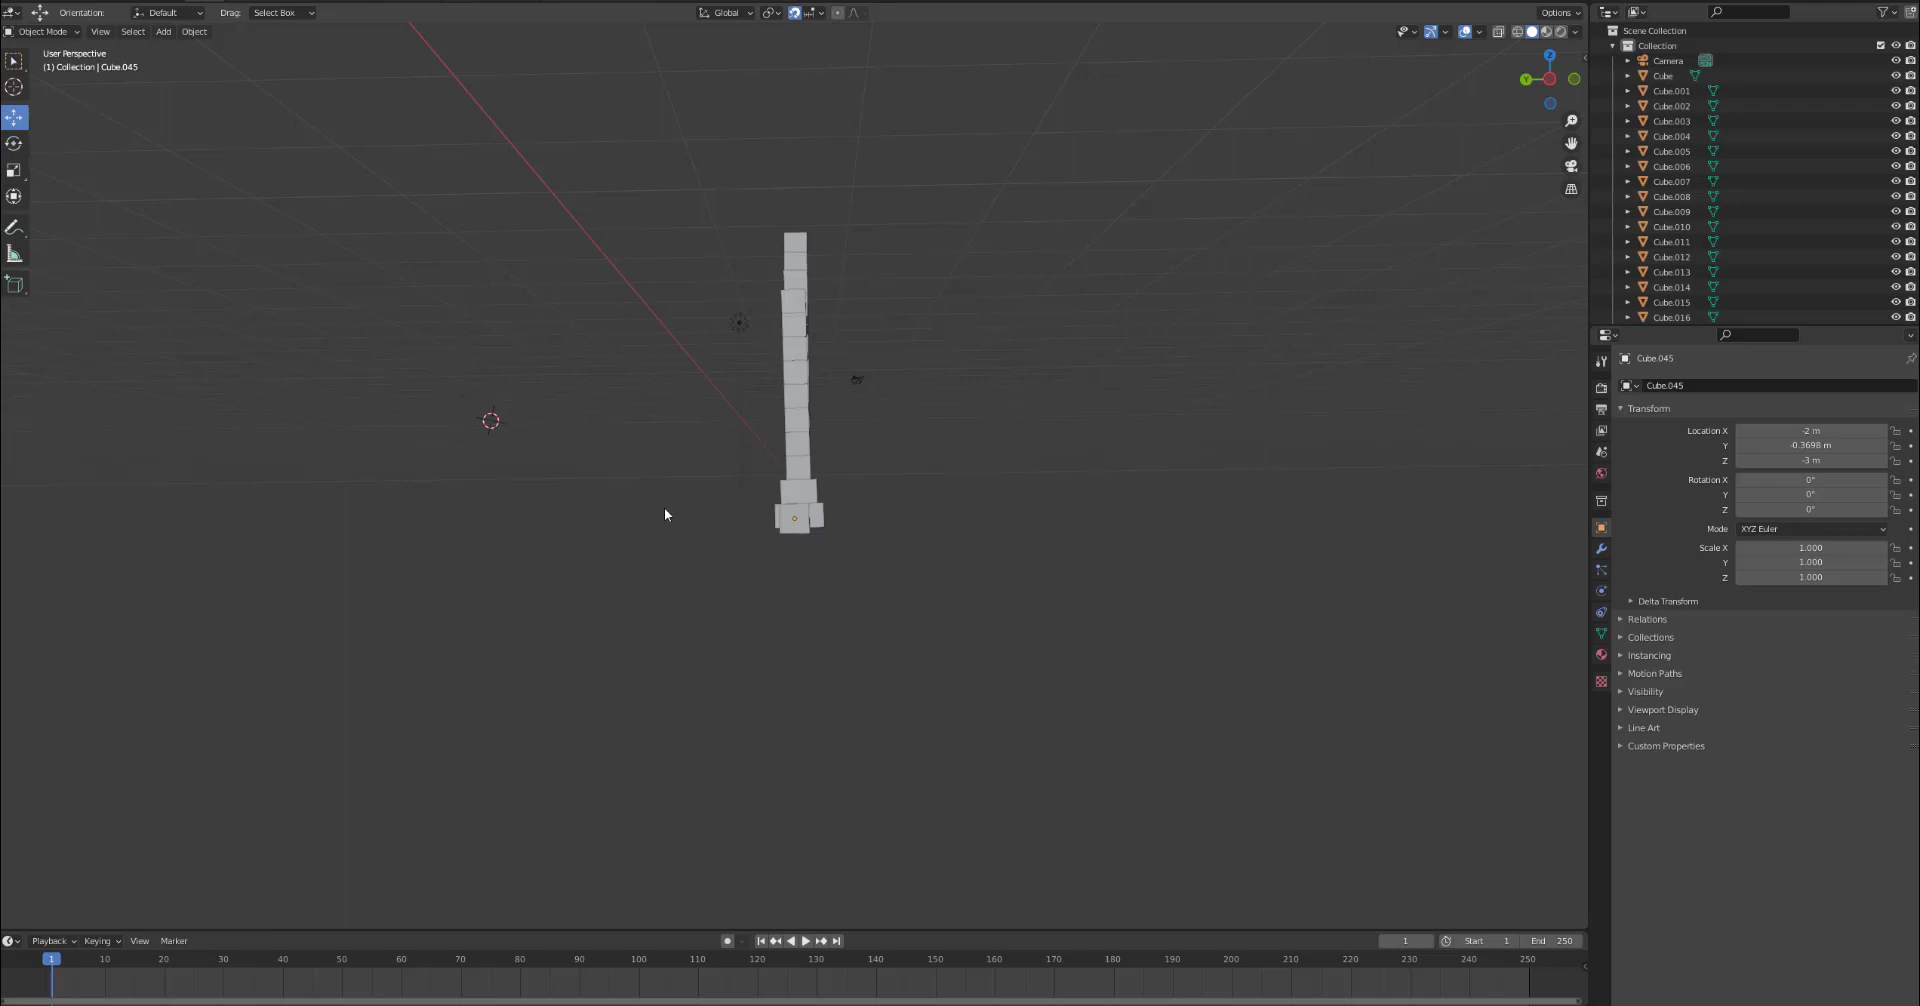 Orientation: Default Drag: Select Box Global Options
Object Mode View Select Add Object
User Perspective
(1) Collection | Cube.045
Z
Y
Scene Collection
Collection
Camera
Cube
Cube.001
Cube.002
Cube.003
Cube.004
Cube.005
Cube.006
Cube.007
Cube.008
Cube.009
Cube.010
Cube.011
Cube.012
Cube.013
Cube.014
Cube.015
Cube.016
Cube.045
Cube.045
Transform
Location X -2 m
Y -0.3698 m
Z -3 m
Rotation X 0°
Y 0°
Z 0°
Mode XYZ Euler
Scale X 1.000
Y 1.000
Z 1.000
Delta Transform
Relations
Collections
Instancing
Motion Paths
Visibility
Viewport Display
Line Art
Custom Properties
Playback Keying View Marker 1 Start 1 End 250
1 10 20 30 40 50 60 70 80 90 100 110 120 130 140 150 160 170 180 190 200 210 220 230 240 250